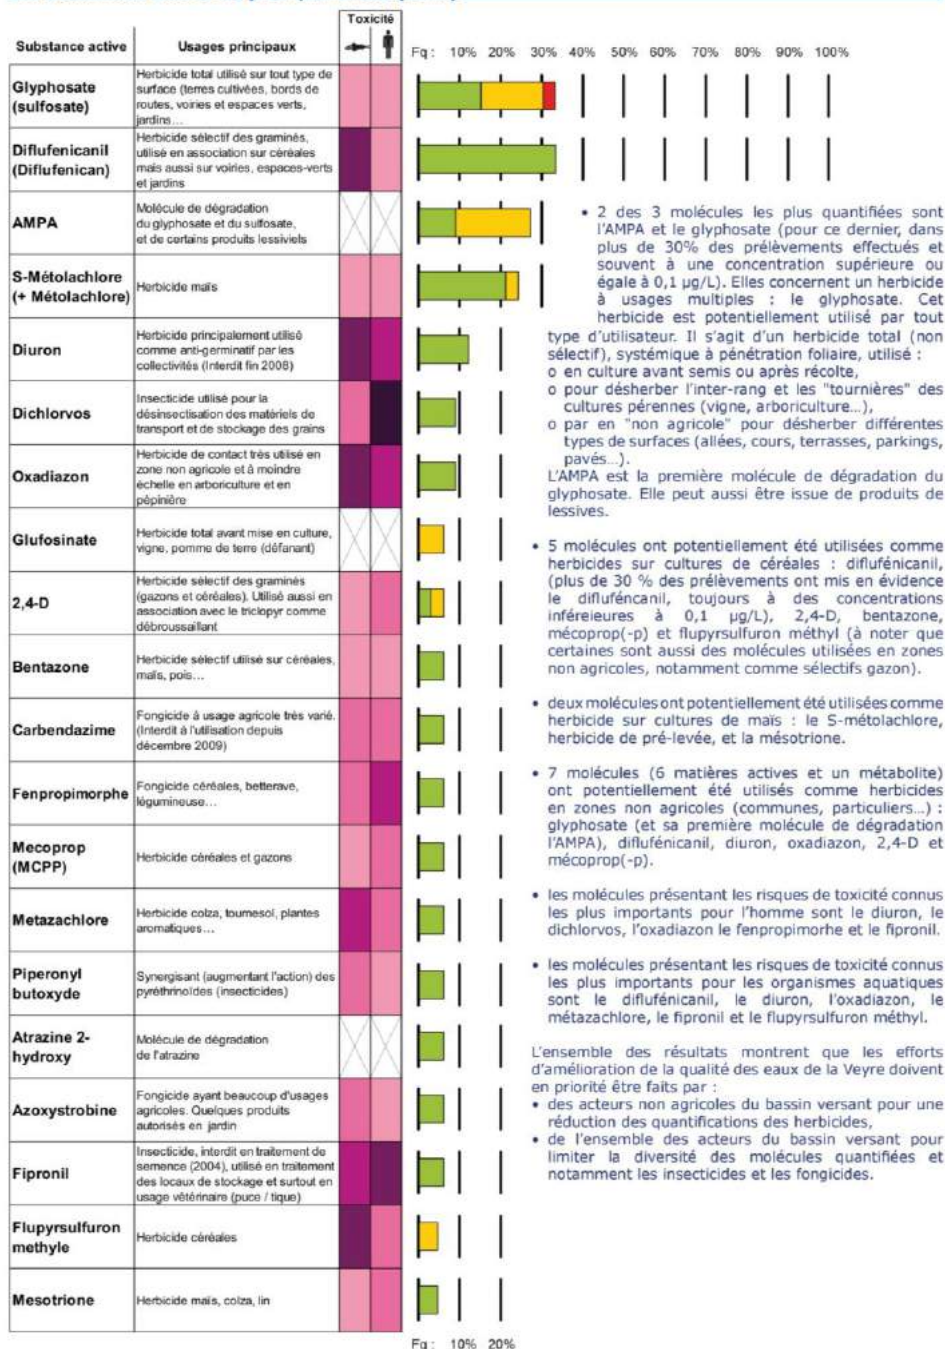 Toxicité
Substance active
Usages principaux
Fq : 10% 20% 30% 40% 50% 60% 70% 80% 90% 100%
Glyphosate
(sulfosate)
Herbicide total utilisé sur tout type de
surface (terres cultivées, bords de
routes, voiries et espaces verts,
jardins…
Diflufenicanil
(Diflufenican)
Herbicide sélectif des graminés,
utilisé en association sur céréales
mais aussi sur voiries, espaces-verts
et jardins
AMPA
Molécule de dégradation
du glyphosate et du sulfosate,
et de certains produits lessiviels
S-Métolachlore
(+ Métolachlore)
Herbicide maïs
Diuron
Herbicide principalement utilisé
comme anti-germinatif par les
collectivités (Interdit fin 2008)
Dichlorvos
Insecticide utilisé pour la
désinsectisation des matériels de
transport et de stockage des grains
Oxadiazon
Herbicide de contact très utilisé en
zone non agricole et à moindre
échelle en arboriculture et en
pépinière
Glufosinate
Herbicide total avant mise en culture,
vigne, pomme de terre (défanant)
2,4-D
Herbicide sélectif des graminés
(gazons et céréales). Utilisé aussi en
association avec le triclopyr comme
débroussaillant
Bentazone
Herbicide sélectif utilisé sur céréales,
maïs, pois…
Carbendazime
Fongicide à usage agricole très varié.
(Interdit à l'utilisation depuis
décembre 2009)
Fenpropimorphe
Fongicide céréales, betterave,
légumineuse…
Mecoprop
(MCPP)
Herbicide céréales et gazons
Metazachlore
Herbicide colza, tournesol, plantes
aromatiques…
Piperonyl
butoxyde
Synergisant (augmentant l'action) des
pyréthrinoïdes (insecticides)
Atrazine 2-
hydroxy
Molécule de dégradation
de l'atrazine
Azoxystrobine
Fongicide ayant beaucoup d'usages
agricoles. Quelques produits
autorisés en jardin
Fipronil
Insecticide, interdit en traitement de
semence (2004), utilisé en traitement
des locaux de stockage et surtout en
usage vétérinaire (puce / tique)
Flupyrsulfuron
methyle
Herbicide céréales
Mesotrione
Herbicide maïs, colza, lin
Fq : 10% 20%
• 2 des 3 molécules les plus quantifiées sont
l'AMPA et le glyphosate (pour ce dernier, dans
plus de 30% des prélèvements effectués et
souvent à une concentration supérieure ou
égale à 0,1 µg/L). Elles concernent un herbicide
à usages multiples : le glyphosate. Cet
herbicide est potentiellement utilisé par tout
type d'utilisateur. Il s'agit d'un herbicide total (non
sélectif), systémique à pénétration foliaire, utilisé :
o en culture avant semis ou après récolte,
o pour désherber l'inter-rang et les "tournières" des
cultures pérennes (vigne, arboriculture…),
o par en "non agricole" pour désherber différentes
types de surfaces (allées, cours, terrasses, parkings,
pavés…).
L'AMPA est la première molécule de dégradation du
glyphosate. Elle peut aussi être issue de produits de
lessives.
• 5 molécules ont potentiellement été utilisées comme
herbicides sur cultures de céréales : diflufénicanil,
(plus de 30 % des prélèvements ont mis en évidence
le diflufénicanil, toujours à des concentrations
inféreieures à 0,1 µg/L), 2,4-D, bentazone,
mécoprop(-p) et flupyrsulfuron méthyl (à noter que
certaines sont aussi des molécules utilisées en zones
non agricoles, notamment comme sélectifs gazon).
• deux molécules ont potentiellement été utilisées comme
herbicide sur cultures de maïs : le S-métolachlore,
herbicide de pré-levée, et la mésotrione.
• 7 molécules (6 matières actives et un métabolite)
ont potentiellement été utilisés comme herbicides
en zones non agricoles (communes, particuliers…) :
glyphosate (et sa première molécule de dégradation
l'AMPA), diflufénicanil, diuron, oxadiazon, 2,4-D et
mécoprop(-p).
• les molécules présentant les risques de toxicité connus
les plus importants pour l'homme sont le diuron, le
dichlorvos, l'oxadiazon le fenpropimorhe et le fipronil.
• les molécules présentant les risques de toxicité connus
les plus importants pour les organismes aquatiques
sont le diflufénicanil, le diuron, l'oxadiazon, le
métazachlore, le fipronil et le flupyrsulfuron méthyl.
L'ensemble des résultats montrent que les efforts
d'amélioration de la qualité des eaux de la Veyre doivent
en priorité être faits par :
• des acteurs non agricoles du bassin versant pour une
réduction des quantifications des herbicides,
• de l'ensemble des acteurs du bassin versant pour
limiter la diversité des molécules quantifiées et
notamment les insecticides et les fongicides.